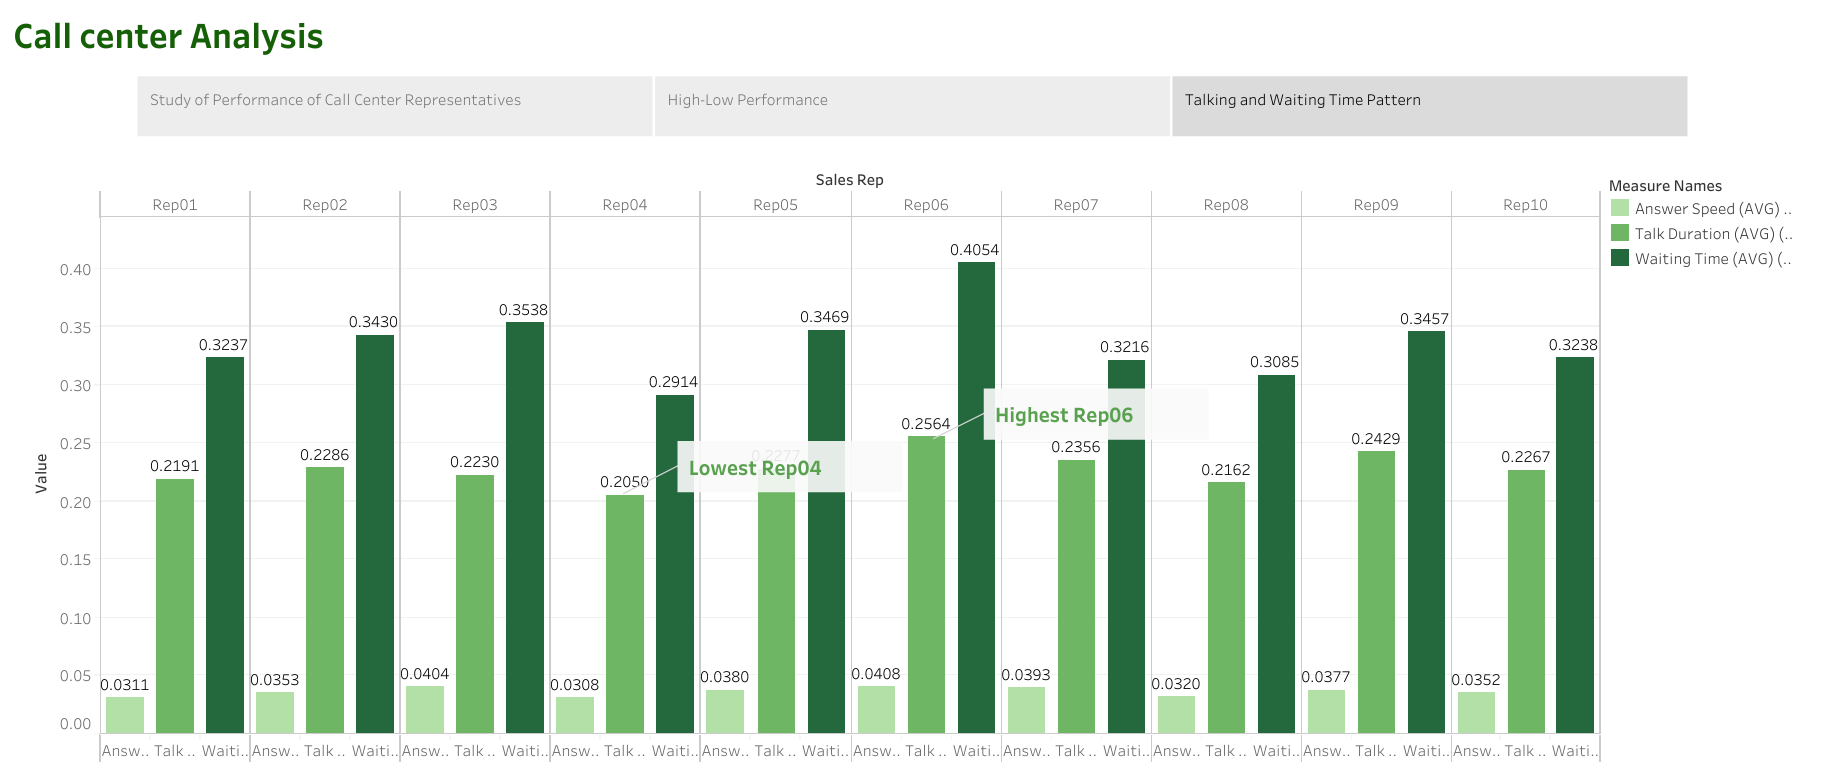 Call center Analysis
Study of Performance of Call Center Representatives
High-Low Performance
Talking and Waiting Time Pattern
Sales Rep
Rep01 Rep02 Rep03 Rep04 Rep05 Rep06 Rep07 Rep08 Rep09 Rep10
Measure Names
Answer Speed (AVG) ..
Talk Duration (AVG) (..
Waiting Time (AVG) (..
Value
0.40
0.35
0.30
0.25
0.20
0.15
0.10
0.05
0.00
0.0311 0.2191 0.3237
0.0353 0.2286 0.3430
0.0404 0.2230 0.3538
0.0308 0.2050 0.2914
0.0380 0.2277 0.3469
0.0408 0.2564 0.4054
0.0393 0.2356 0.3216
0.0320 0.2162 0.3085
0.0377 0.2429 0.3457
0.0352 0.2267 0.3238
Lowest Rep04
Highest Rep06
Answ.. Talk .. Waiti.. Answ.. Talk .. Waiti.. Answ.. Talk .. Waiti.. Answ.. Talk .. Waiti.. Answ.. Talk .. Waiti.. Answ.. Talk .. Waiti.. Answ.. Talk .. Waiti.. Answ.. Talk .. Waiti.. Answ.. Talk .. Waiti.. Answ.. Talk .. Waiti..